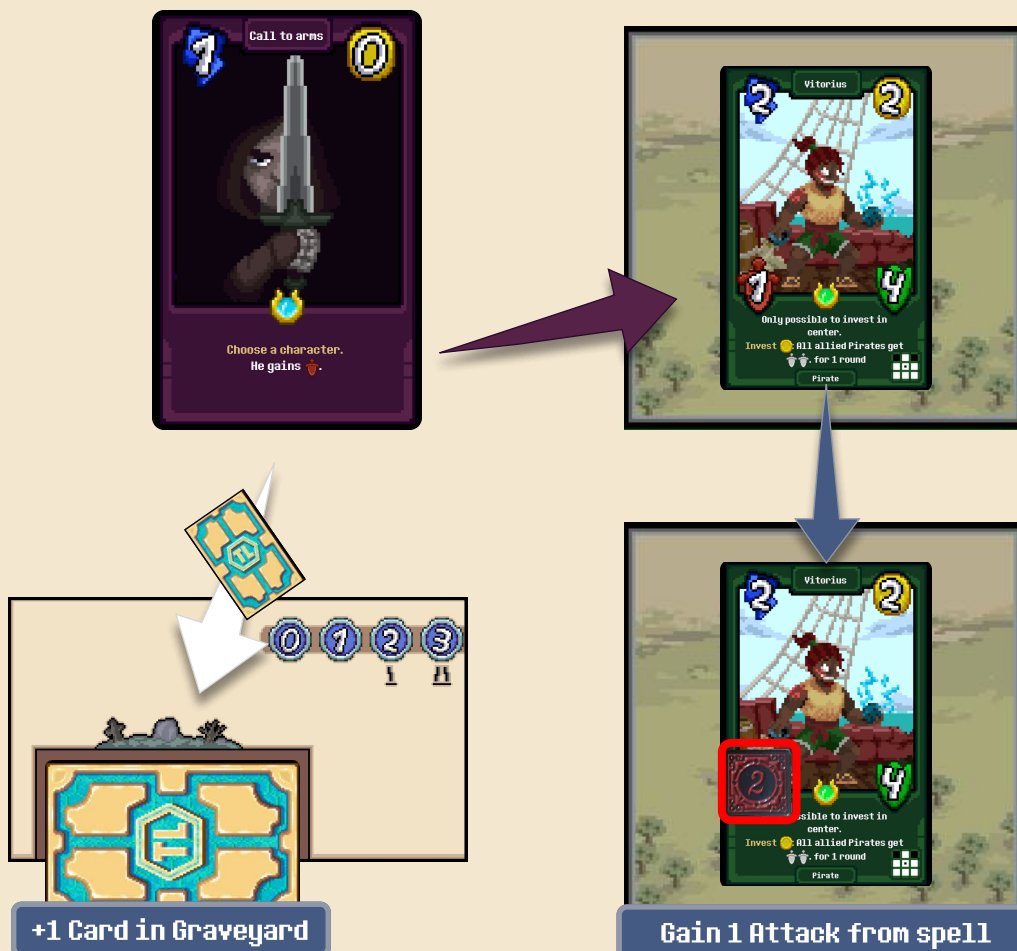 Call to arms
1
0
Choose a character.
He gains .
Vitorius
2
2
1
4
Only possible to invest in
center.
Invest : All allied Pirates get
. for 1 round
Pirate
TL
0
1
2
3
TL
+1 Card in Graveyard
Vitorius
2
2
2
4
ssible to invest in
center.
Invest : All allied Pirates get
. for 1 round
Pirate
Gain 1 Attack from spell